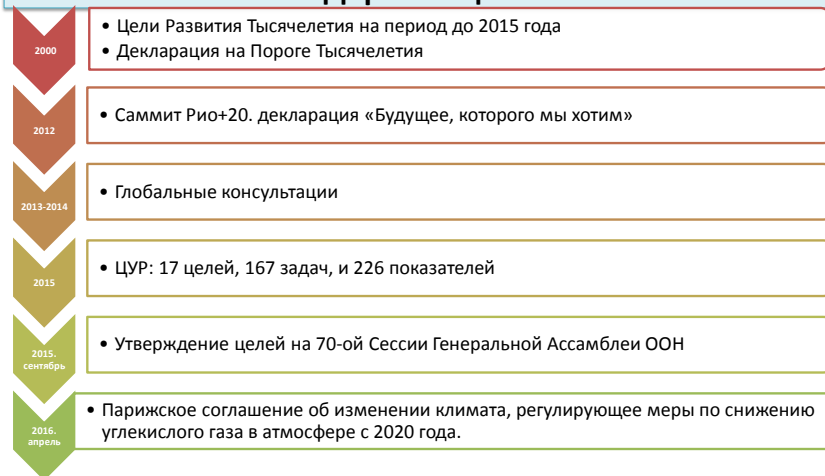 2000
• Цели Развития Тысячелетия на период до 2015 года
• Декларация на Пороге Тысячелетия
2012
• Саммит Рио+20. декларация «Будущее, которого мы хотим»
2013-2014
• Глобальные консультации
2015
• ЦУР: 17 целей, 167 задач, и 226 показателей
2015.
сентябрь
• Утверждение целей на 70-ой Сессии Генеральной Ассамблеи ООН
2016.
апрель
• Парижское соглашение об изменении климата, регулирующее меры по снижению
углекислого газа в атмосфере с 2020 года.